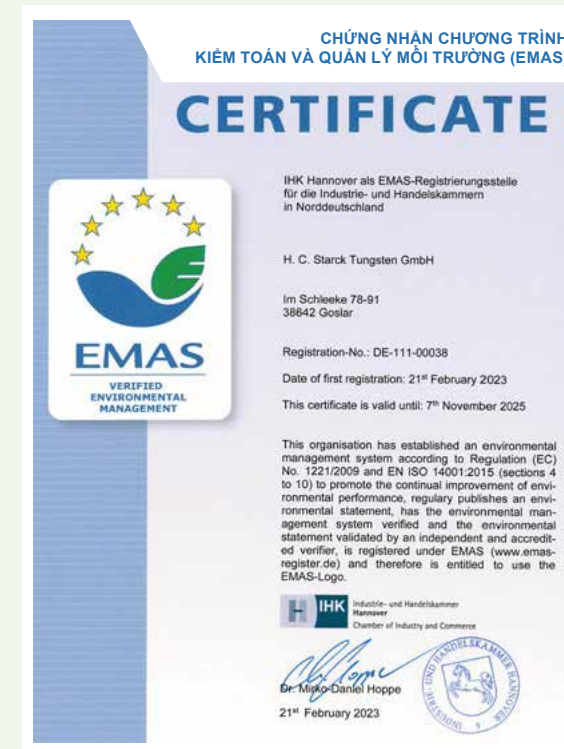 CHỨNG NHẬN CHƯƠNG TRÌNH
KIỂM TOÁN VÀ QUẢN LÝ MÔI TRƯỜNG (EMAS)
CERTIFICATE
IHK Hannover als EMAS-Registrierungsstelle
für die Industrie- und Handelskammern
in Norddeutschland
H. C. Starck Tungsten GmbH
Im Schleeke 78-91
38642 Goslar
EMAS
VERIFIED
ENVIRONMENTAL
MANAGEMENT
Registration-No.: DE-111-00038
Date of first registration: 21st February 2023
This certificate is valid until: 7th November 2025
This organisation has established an environmental
management system according to Regulation (EC)
No. 1221/2009 and EN ISO 14001:2015 (sections 4
to 10) to promote the continual improvement of envi-
ronmental performance, regulary publishes an envi-
ronmental statement, has the environmental man-
agement system verified and the environmental
statement validated by an independent and accredit-
ed verifier, is registered under EMAS (www.emas-
register.de) and therefore is entitled to use the
EMAS-Logo.
IHK
Industrie- und Handelskammer
Hannover
Chamber of Industry and Commerce
Dr. Mirko-Daniel Hoppe
21st February 2023
INDUSTRIE- UND HANDELSKAMMER HANNOVER